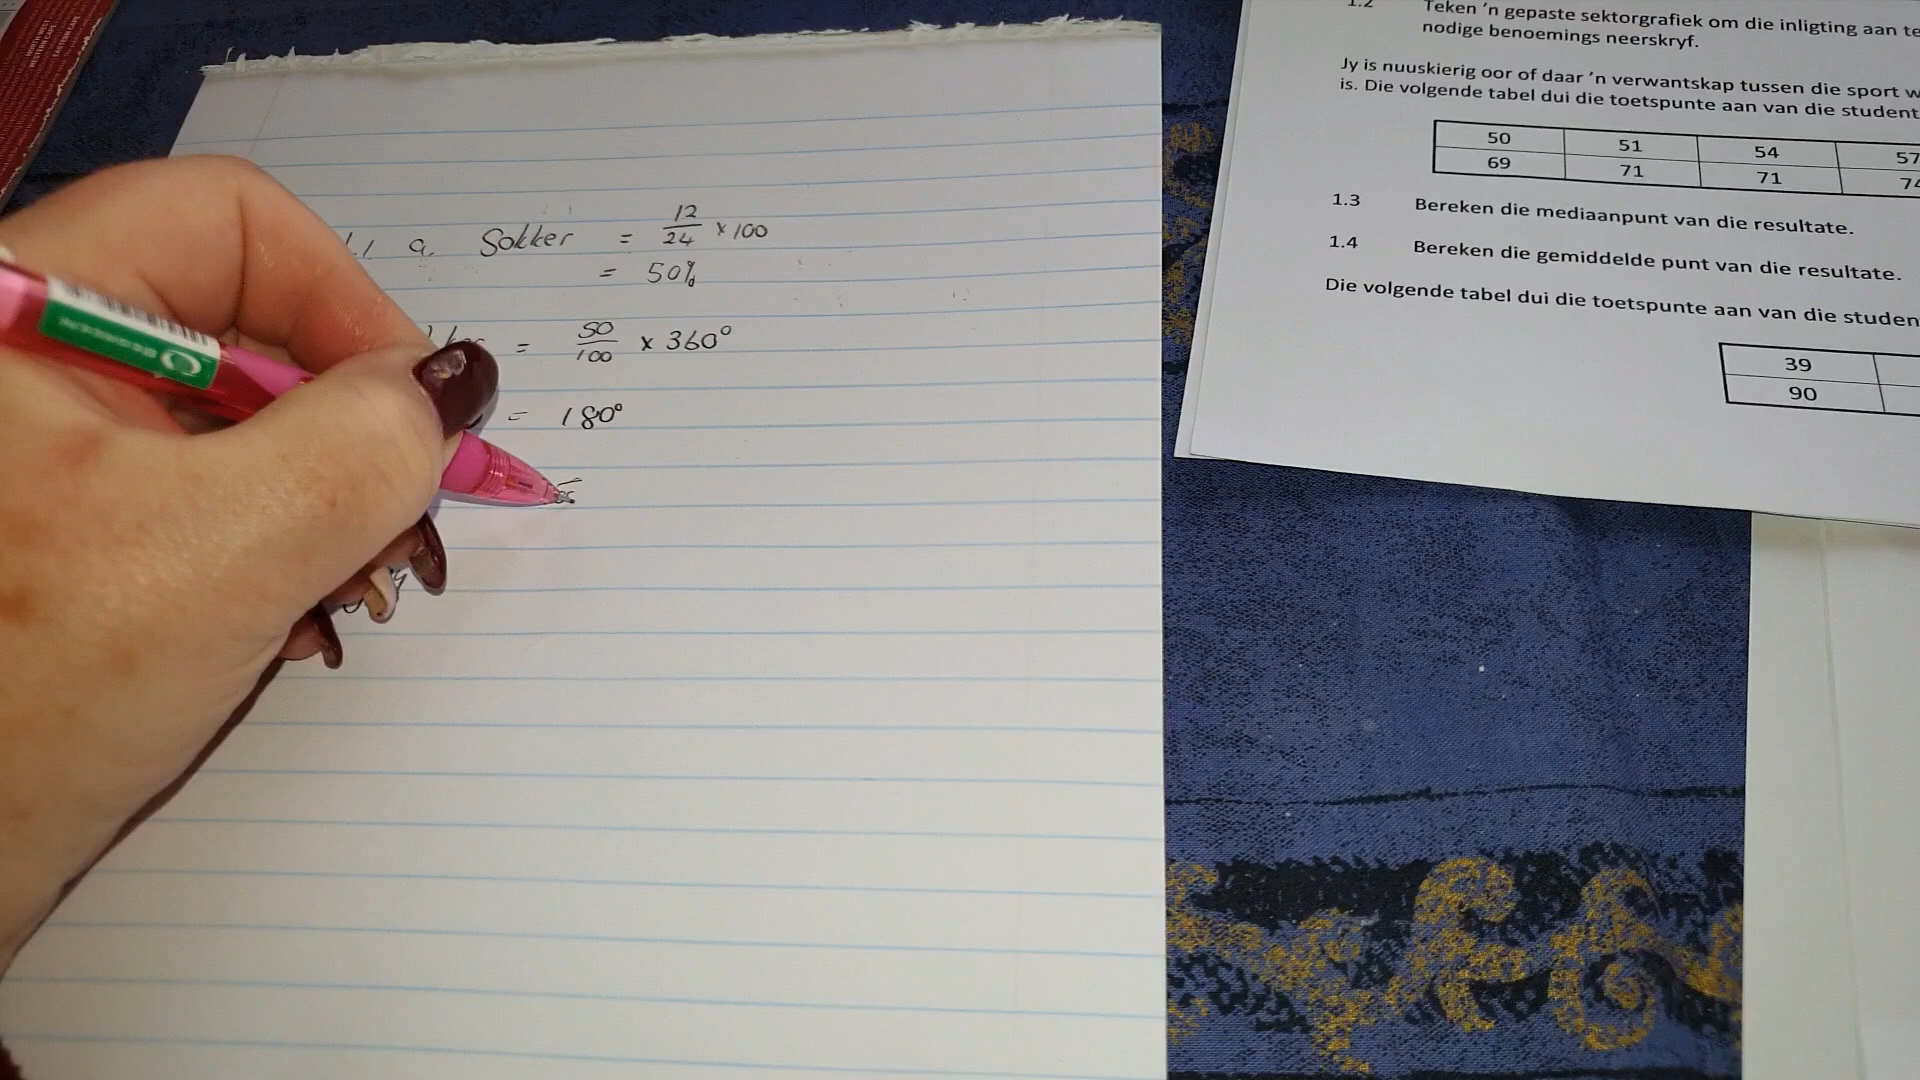 1.1 a. Sokker = 12/24 × 100
= 50%
= 50/100 × 360°
= 180°
1.2 Teken 'n gepaste sektorgrafiek om die inligting aan te
nodige benoemings neerskryf.
Jy is nuuskierig oor of daar 'n verwantskap tussen die sport w
is. Die volgende tabel dui die toetspunte aan van die student
50 51 54 57
69 71 71
1.3 Bereken die mediaanpunt van die resultate.
1.4 Bereken die gemiddelde punt van die resultate.
Die volgende tabel dui die toetspunte aan van die studen
39
90